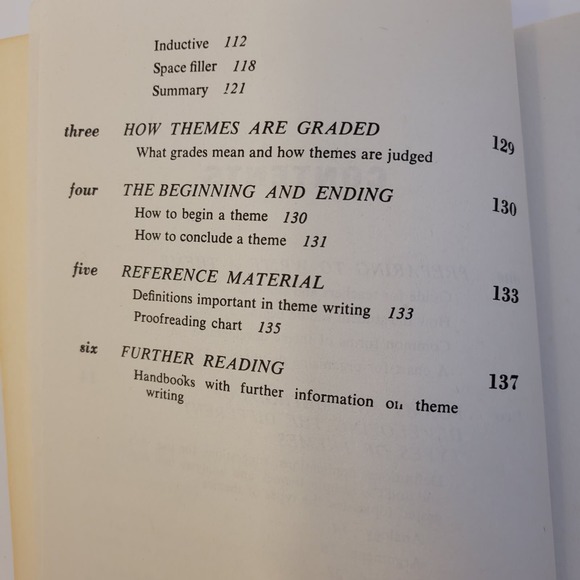 Inductive 112
Space filler 118
Summary 121
three HOW THEMES ARE GRADED 129
What grades mean and how themes are judged
four THE BEGINNING AND ENDING 130
How to begin a theme 130
How to conclude a theme 131
five REFERENCE MATERIAL 133
Definitions important in theme writing 133
Proofreading chart 135
six FURTHER READING 137
Handbooks with further information on theme
writing